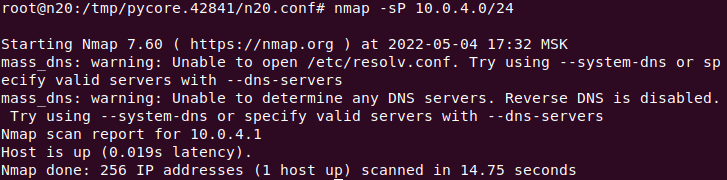 root@n20:/tmp/pycore.42841/n20.conf# nmap -sP 10.0.4.0/24
Starting Nmap 7.60 ( https://nmap.org ) at 2022-05-04 17:32 MSK
mass_dns: warning: Unable to open /etc/resolv.conf. Try using --system-dns or sp
ecify valid servers with --dns-servers
mass_dns: warning: Unable to determine any DNS servers. Reverse DNS is disabled.
 Try using --system-dns or specify valid servers with --dns-servers
Nmap scan report for 10.0.4.1
Host is up (0.019s latency).
Nmap done: 256 IP addresses (1 host up) scanned in 14.75 seconds